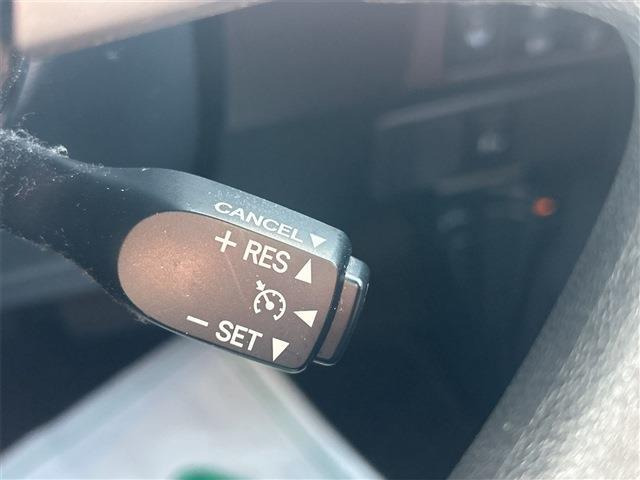 CANCEL ▼
+ RES ▲
◀
− SET ▼